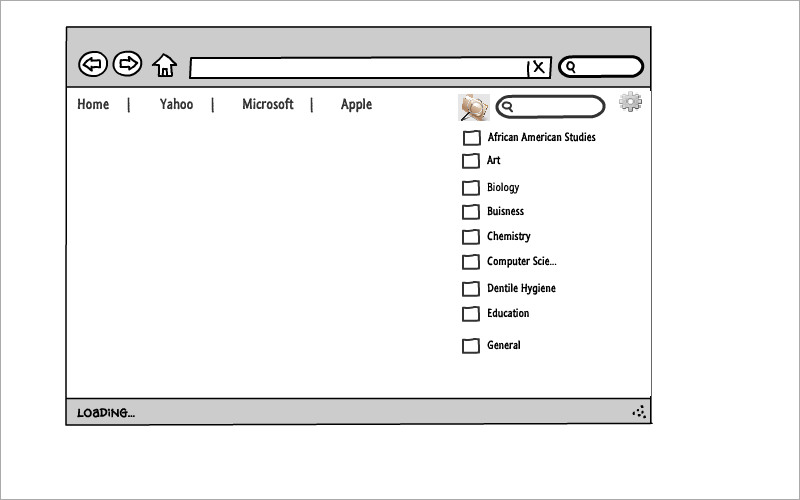 Home | Yahoo | Microsoft | Apple
African American Studies
Art
Biology
Buisness
Chemistry
Computer Scie...
Dentile Hygiene
Education
General
LOADING...